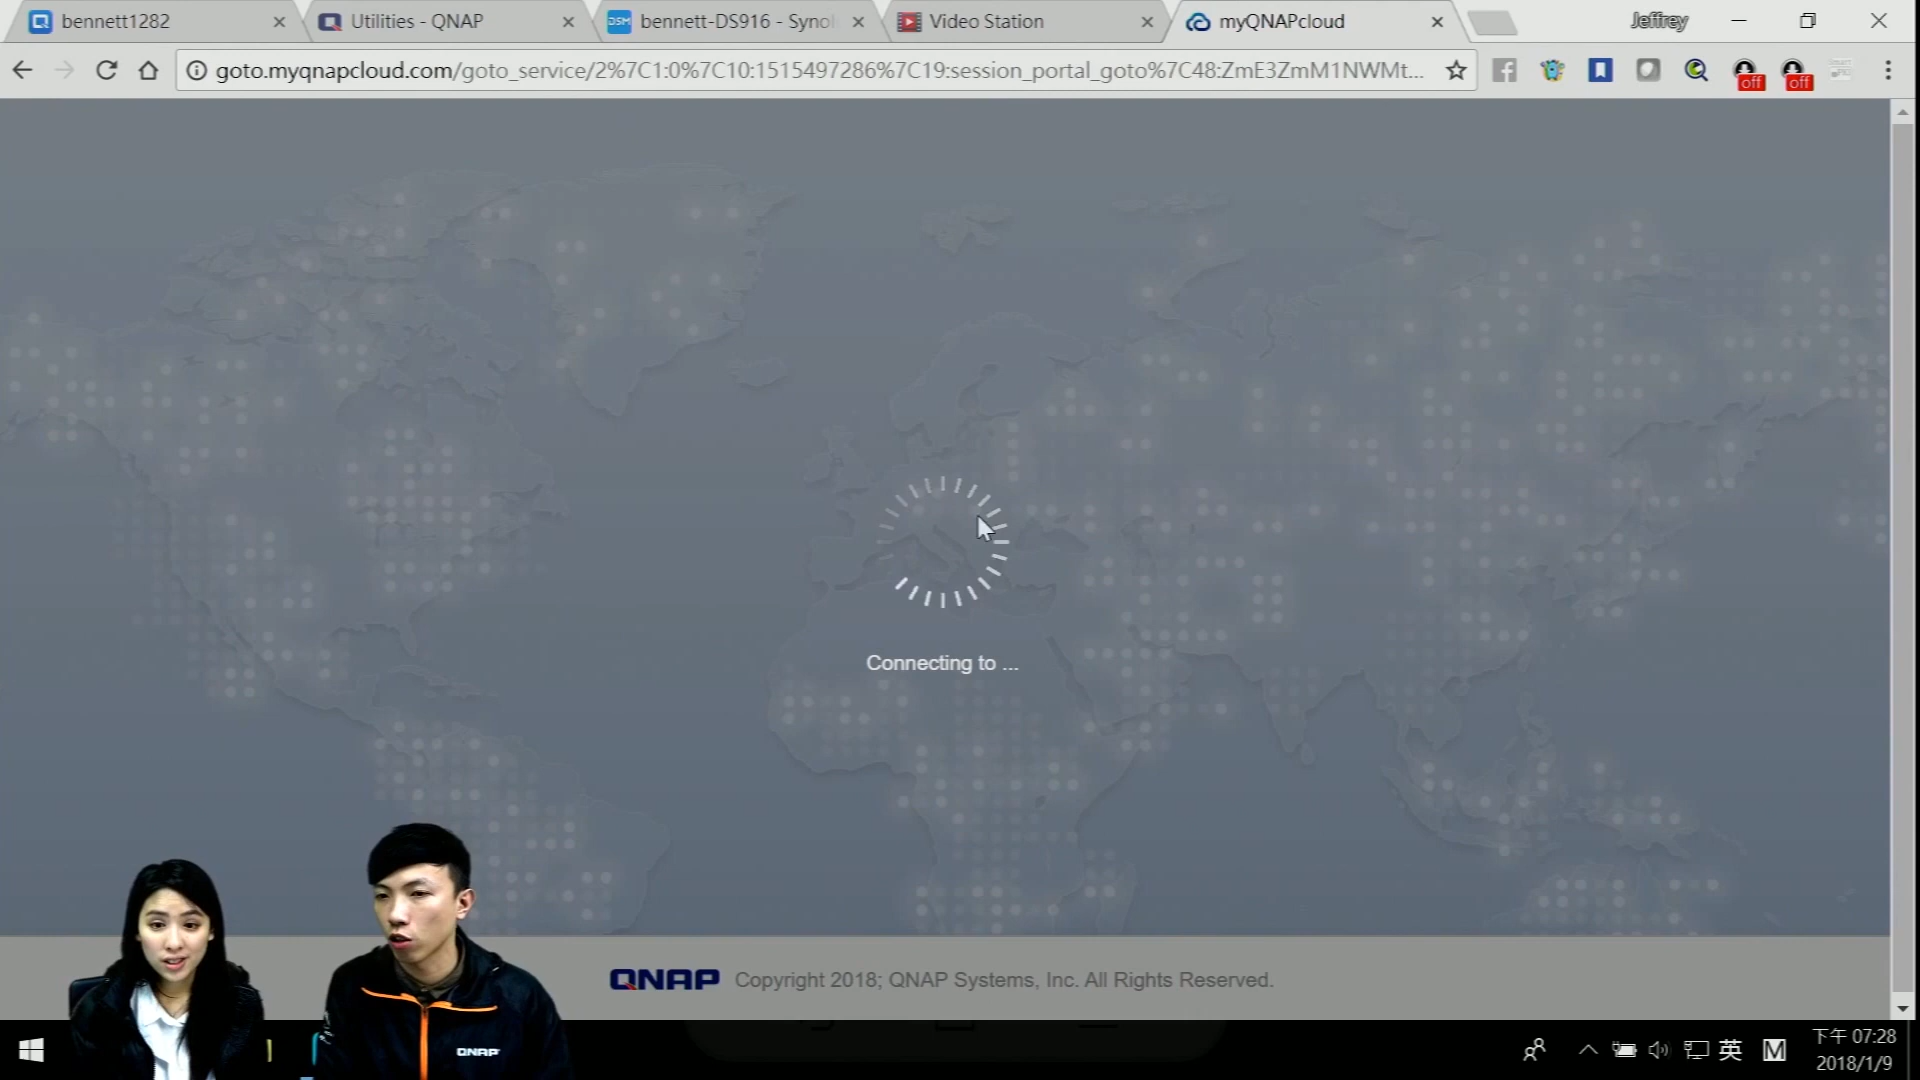 bennett1282
Utilities - QNAP
DSM
bennett-DS916 - Synol
Video Station
myQNAPcloud
Jeffrey
goto.myqnapcloud.com/goto_service/2%7C1:0%7C10:1515497286%7C19:session_portal_goto%7C48:ZmE3ZmM1NWMt...
off
off
Connecting to ...
QNAP Copyright 2018; QNAP Systems, Inc. All Rights Reserved.
QNAP
英
M
下午 07:28
2018/1/9